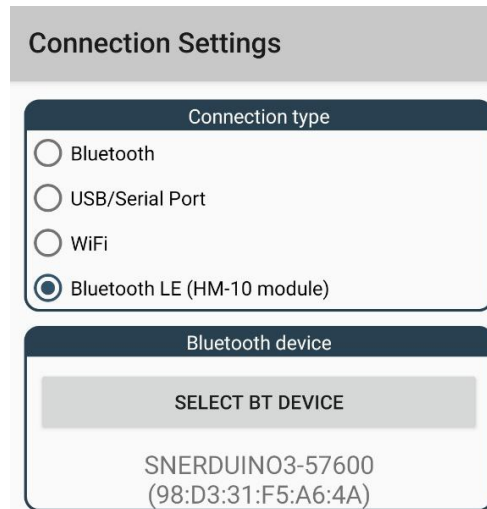 Connection Settings
Connection type
Bluetooth
USB/Serial Port
WiFi
Bluetooth LE (HM-10 module)
Bluetooth device
SELECT BT DEVICE
SNERDUINO3-57600
(98:D3:31:F5:A6:4A)